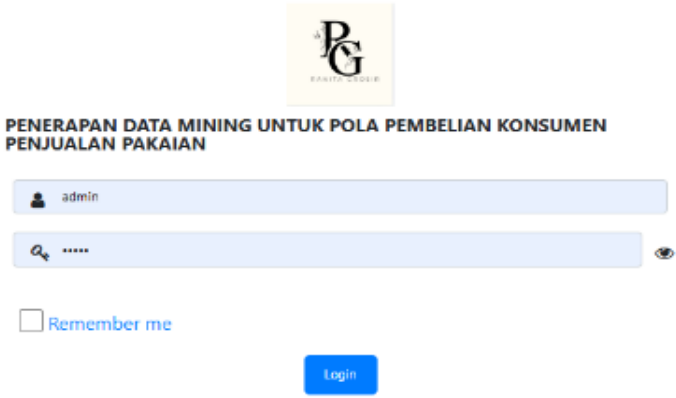 PG
PENERAPAN DATA MINING UNTUK POLA PEMBELIAN KONSUMEN
PENJUALAN PAKAIAN
admin
•••••
Remember me
Login